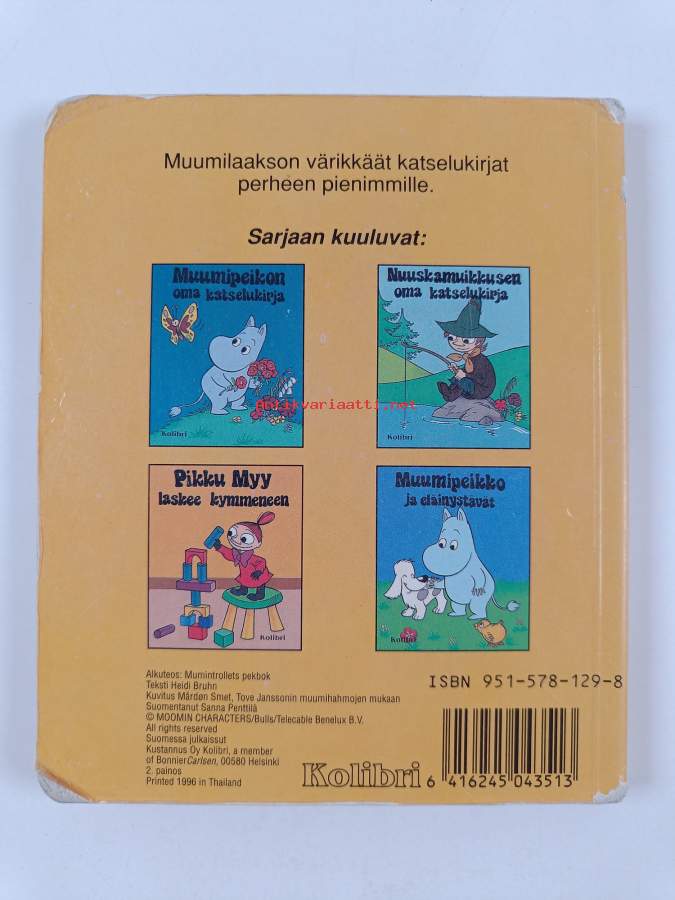 Muumilaakson värikkäät katselukirjat
perheen pienimmille.
Sarjaan kuuluvat:
Muumipeikon
oma katselukirja
Kolibri
Nuuskamuikkusen
oma katselukirja
Kolibri
Antikvariaatti.net
Pikku Myy
laskee kymmeneen
Kolibri
Muumipeikko
ja eläinystävät
Kolibri
Alkuteos: Mumintrollets pekbok
Teksti Heidi Bruhn
Kuvitus Mårdøn Smet, Tove Janssonin muumihahmojen mukaan
Suomentanut Sanna Penttilä
© MOOMIN CHARACTERS/Bulls/Telecable Benelux B.V.
All rights reserved
Suomessa julkaissut
Kustannus Oy Kolibri, a member
of BonnierCarlsen, 00580 Helsinki
2. painos
Printed 1996 in Thailand
Kolibri
ISBN 951-578-129-8
6 416245 043513